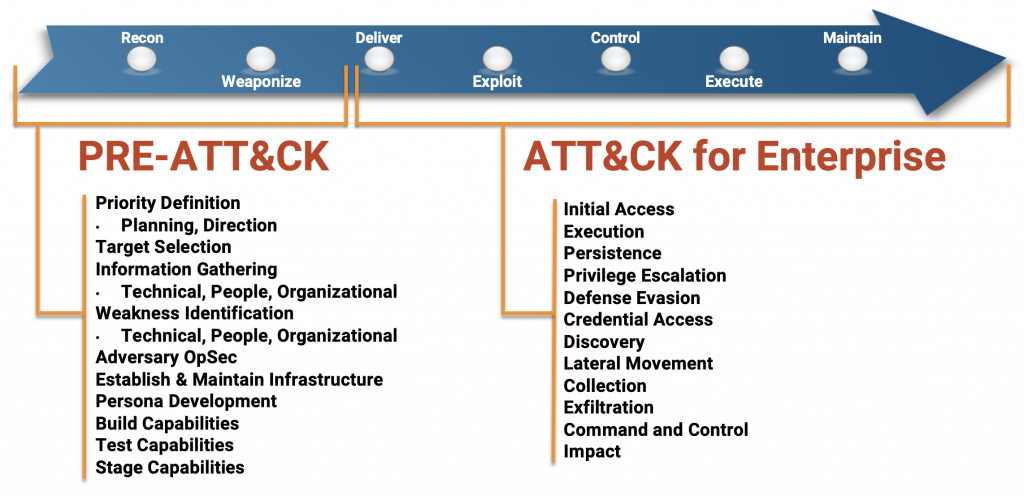 Recon
Deliver
Control
Maintain
Weaponize
Exploit
Execute
PRE-ATT&CK
Priority Definition
• Planning, Direction
Target Selection
Information Gathering
• Technical, People, Organizational
Weakness Identification
• Technical, People, Organizational
Adversary OpSec
Establish & Maintain Infrastructure
Persona Development
Build Capabilities
Test Capabilities
Stage Capabilities
ATT&CK for Enterprise
Initial Access
Execution
Persistence
Privilege Escalation
Defense Evasion
Credential Access
Discovery
Lateral Movement
Collection
Exfiltration
Command and Control
Impact